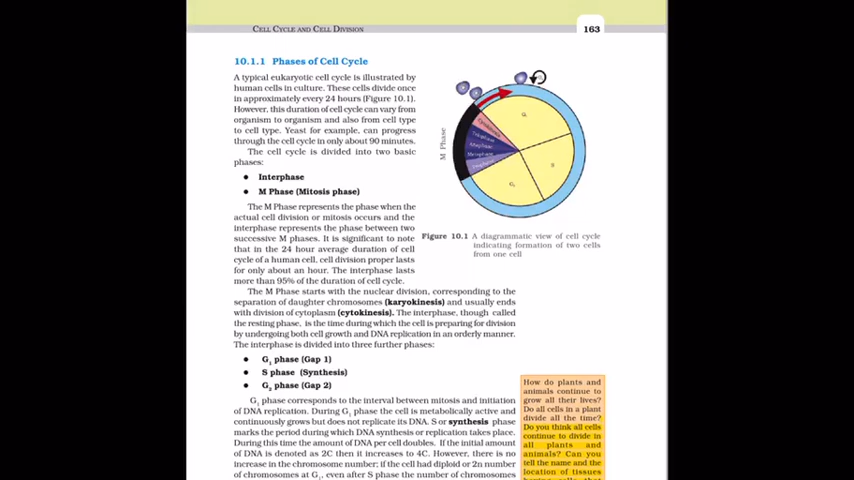 CELL CYCLE AND CELL DIVISION
163
10.1.1 Phases of Cell Cycle
A typical eukaryotic cell cycle is illustrated by
human cells in culture. These cells divide once
in approximately every 24 hours (Figure 10.1).
However, this duration of cell cycle can vary from
organism to organism and also from cell type
to cell type. Yeast for example, can progress
through the cell cycle in only about 90 minutes.
The cell cycle is divided into two basic
phases:
● Interphase
● M Phase (Mitosis phase)
The M Phase represents the phase when the
actual cell division or mitosis occurs and the
interphase represents the phase between two
successive M phases. It is significant to note
that in the 24 hour average duration of cell
cycle of a human cell, cell division proper lasts
for only about an hour. The interphase lasts
more than 95% of the duration of cell cycle.
M Phase
Cytokinesis
Telophase
Anaphase
Metaphase
Prophase
S
Figure 10.1 A diagrammatic view of cell cycle
indicating formation of two cells
from one cell
The M Phase starts with the nuclear division, corresponding to the
separation of daughter chromosomes (karyokinesis) and usually ends
with division of cytoplasm (cytokinesis). The interphase, though called
the resting phase, is the time during which the cell is preparing for division
by undergoing both cell growth and DNA replication in an orderly manner.
The interphase is divided into three further phases:
● G₁ phase (Gap 1)
● S phase (Synthesis)
● G₂ phase (Gap 2)
G₁ phase corresponds to the interval between mitosis and initiation
of DNA replication. During G₁ phase the cell is metabolically active and
continuously grows but does not replicate its DNA. S or synthesis phase
marks the period during which DNA synthesis or replication takes place.
During this time the amount of DNA per cell doubles. If the initial amount
of DNA is denoted as 2C then it increases to 4C. However, there is no
increase in the chromosome number; if the cell had diploid or 2n number
of chromosomes at G₁, even after S phase the number of chromosomes
How do plants and
animals continue to
grow all their lives?
Do all cells in a plant
divide all the time?
Do you think all cells
continue to divide in
all plants and
animals? Can you
tell the name and the
location of tissues